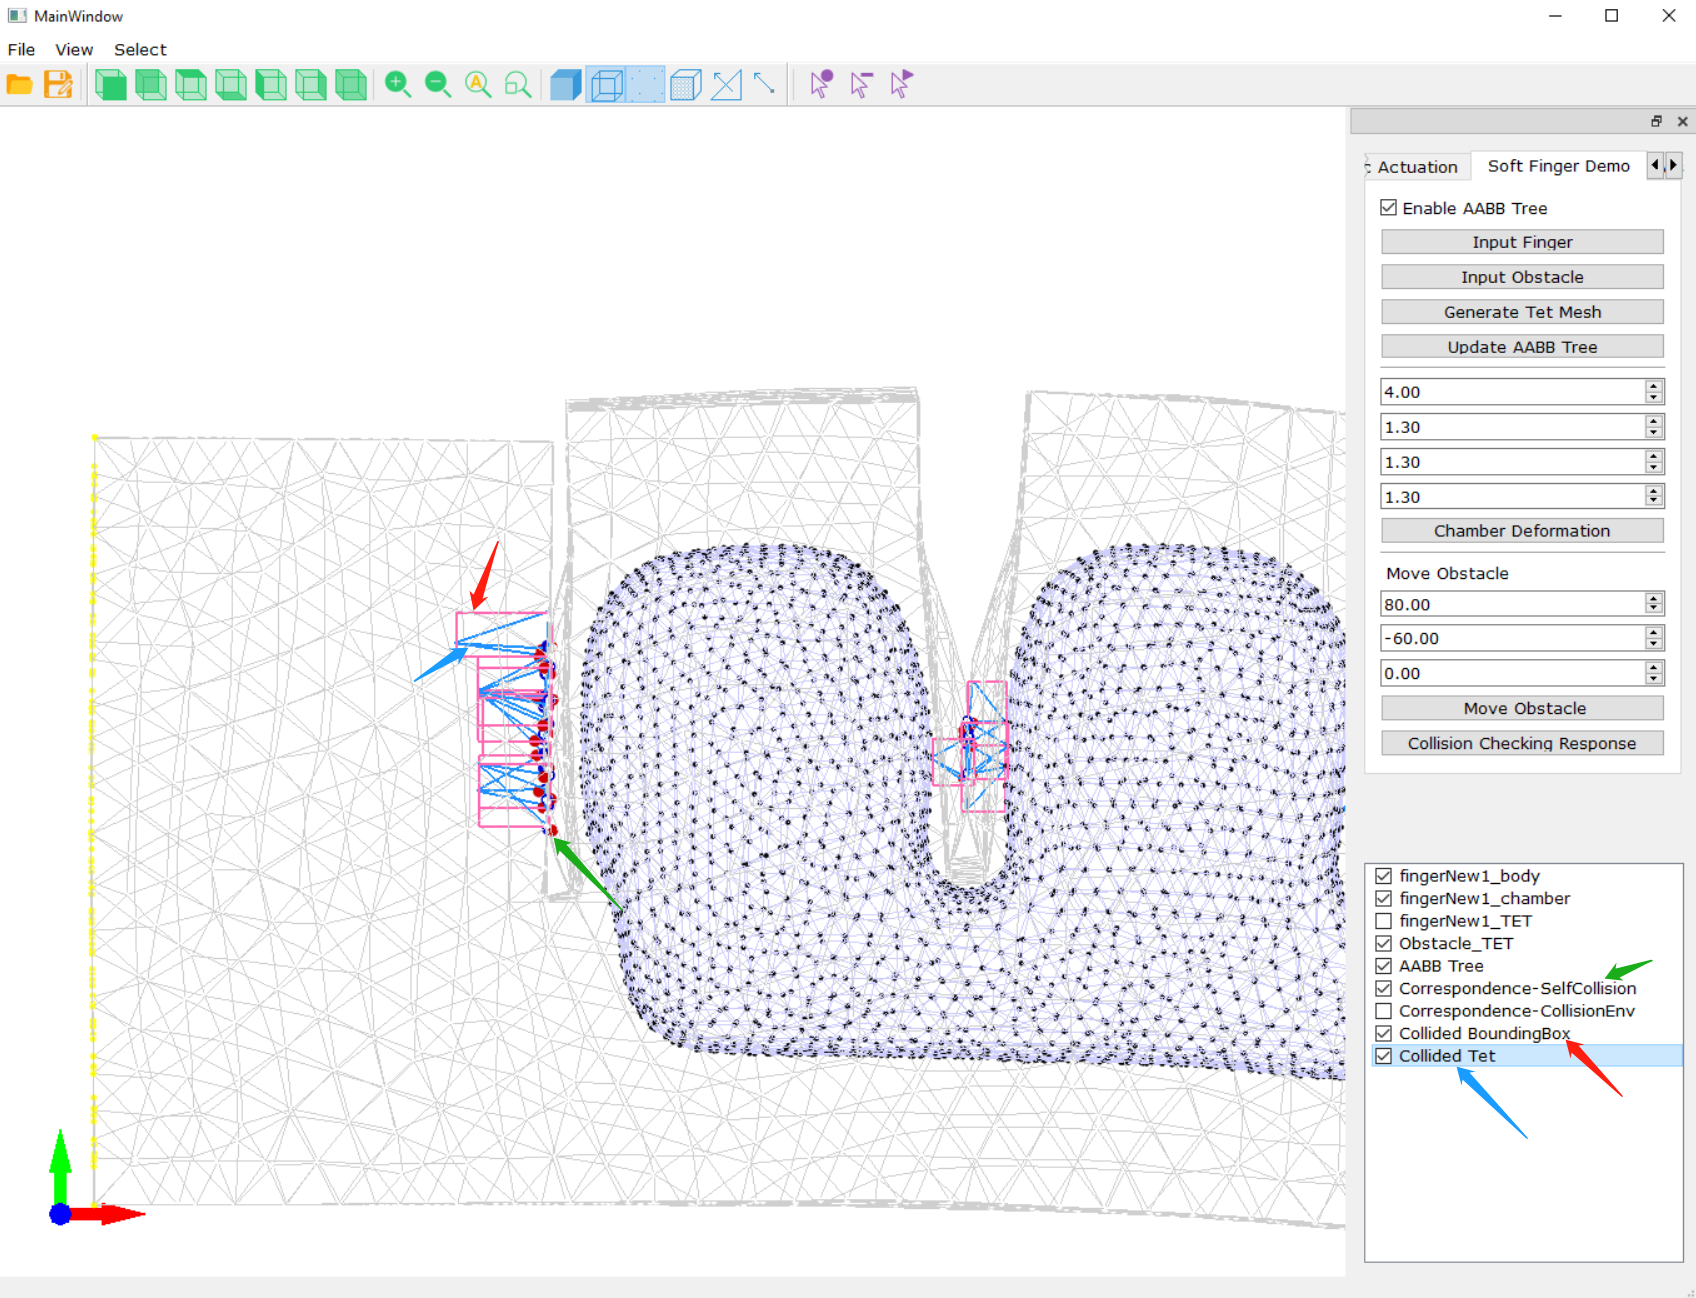 MainWindow
File View Select
Actuation Soft Finger Demo
Enable AABB Tree
Input Finger
Input Obstacle
Generate Tet Mesh
Update AABB Tree
4.00
1.30
1.30
1.30
Chamber Deformation
Move Obstacle
80.00
-60.00
0.00
Move Obstacle
Collision Checking Response
fingerNew1_body
fingerNew1_chamber
fingerNew1_TET
Obstacle_TET
AABB Tree
Correspondence-SelfCollision
Correspondence-CollisionEnv
Collided BoundingBox
Collided Tet